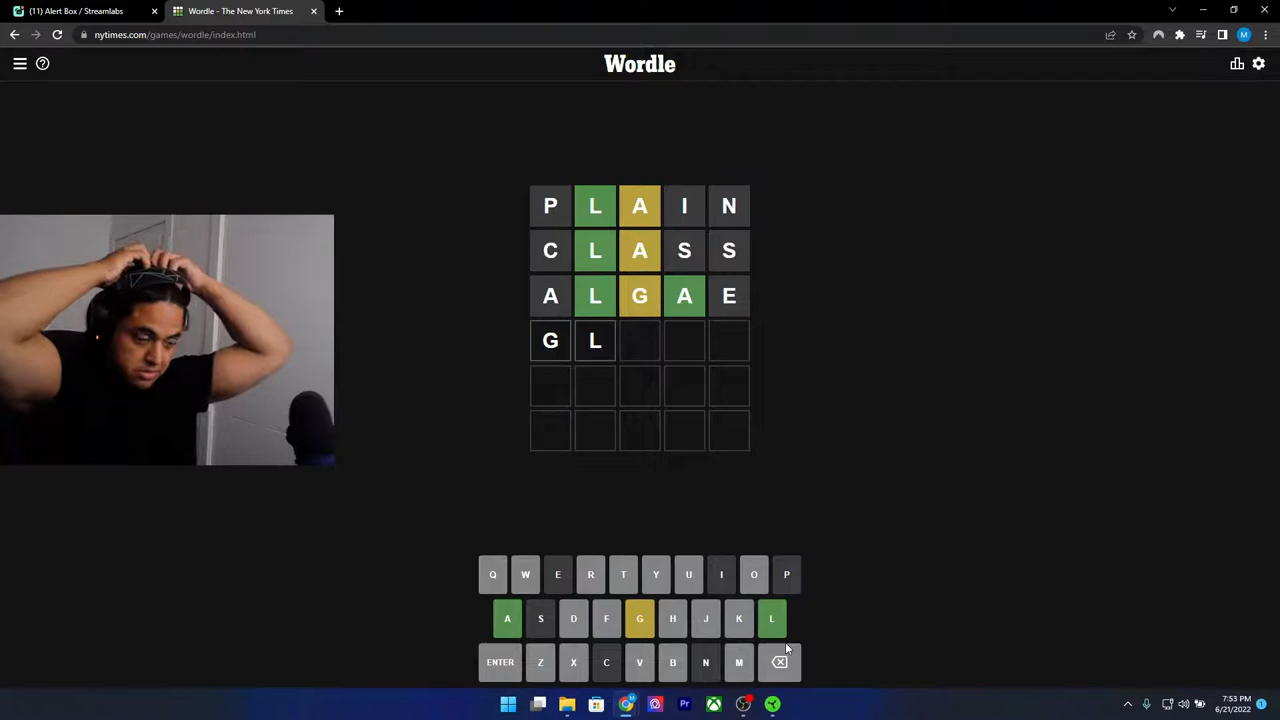 (11) Alert Box / Streamlabs
Wordle - The New York Times
nytimes.com/games/wordle/index.html
M
Wordle
P L A I N
C L A S S
A L G A E
G L
Q W E R T Y U I O P
A S D F G H J K L
ENTER Z X C V B N M
Pr
7:53 PM
6/21/2022